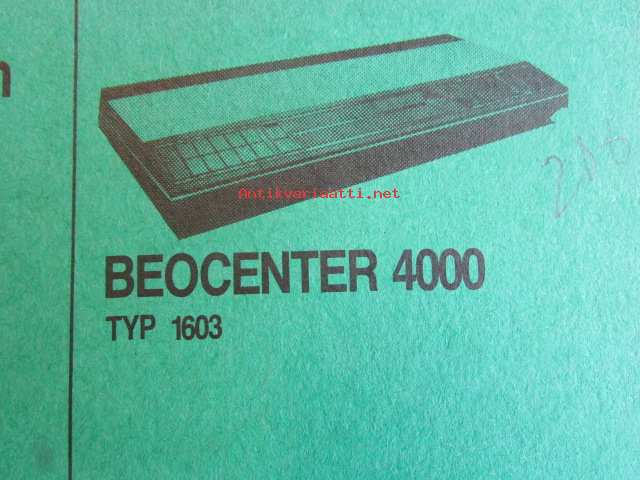 Antikvariaatti.net
BEOCENTER 4000
TYP 1603